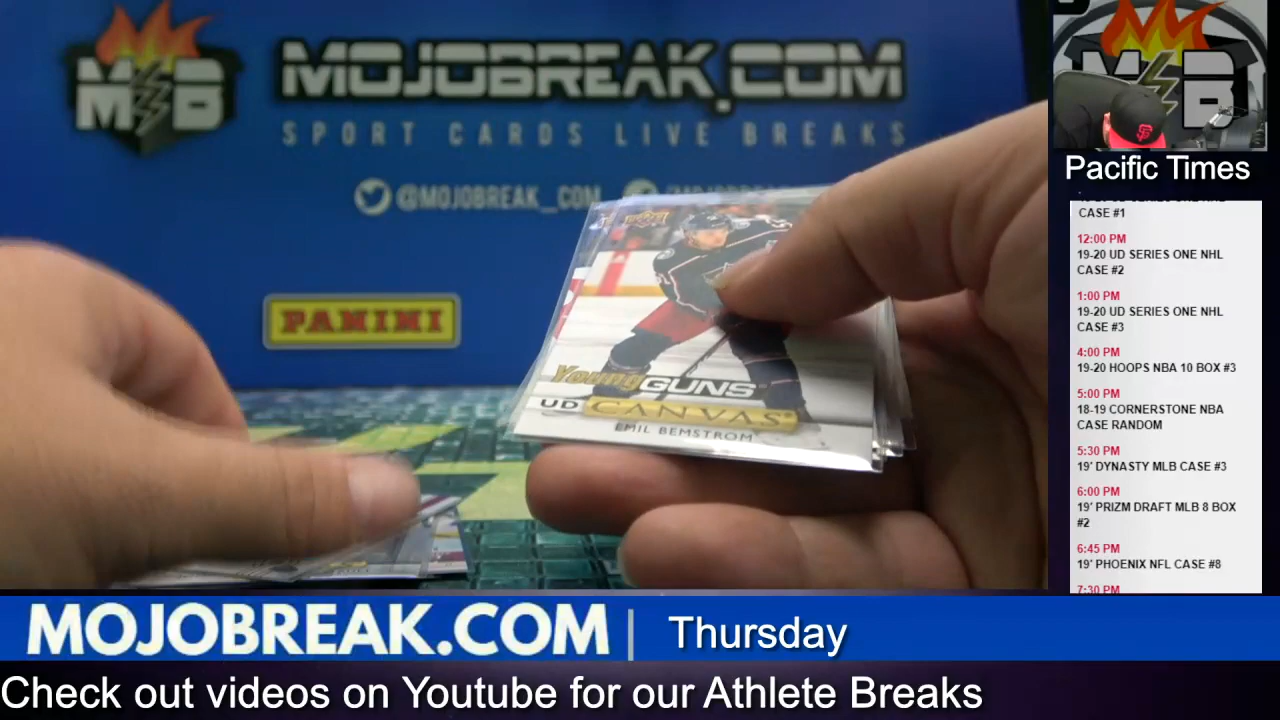 M B
MOJOBREAK.COM
SPORT CARDS LIVE BREAKS
@MOJOBREAK_COM
PANINI
Young GUNS
UD CANVAS
EMIL BEMSTROM
M B
SF
Pacific Times
CASE #1
12:00 PM
19-20 UD SERIES ONE NHL
CASE #2
1:00 PM
19-20 UD SERIES ONE NHL
CASE #3
4:00 PM
19-20 HOOPS NBA 10 BOX #3
5:00 PM
18-19 CORNERSTONE NBA
CASE RANDOM
5:30 PM
19' DYNASTY MLB CASE #3
6:00 PM
19' PRIZM DRAFT MLB 8 BOX
#2
6:45 PM
19' PHOENIX NFL CASE #8
7:30 PM
MOJOBREAK.COM | Thursday
Check out videos on Youtube for our Athlete Breaks